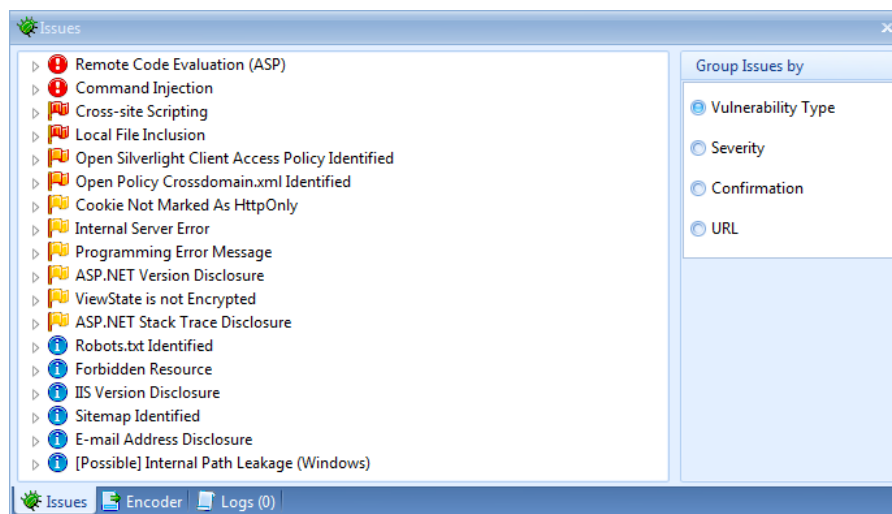 Issues
Remote Code Evaluation (ASP)
Command Injection
Cross-site Scripting
Local File Inclusion
Open Silverlight Client Access Policy Identified
Open Policy Crossdomain.xml Identified
Cookie Not Marked As HttpOnly
Internal Server Error
Programming Error Message
ASP.NET Version Disclosure
ViewState is not Encrypted
ASP.NET Stack Trace Disclosure
Robots.txt Identified
Forbidden Resource
IIS Version Disclosure
Sitemap Identified
E-mail Address Disclosure
[Possible] Internal Path Leakage (Windows)
Group Issues by
Vulnerability Type
Severity
Confirmation
URL
Issues Encoder Logs (0)